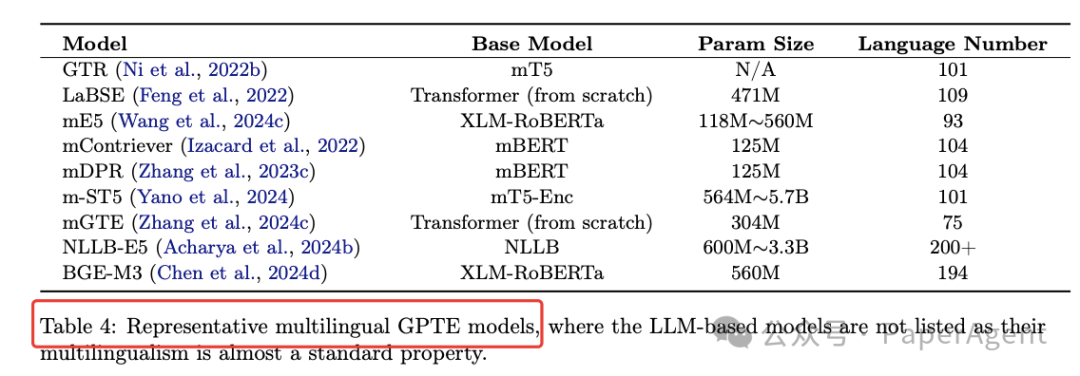 Model Base Model Param Size Language Number
GTR (Ni et al., 2022b) mT5 N/A 101
LaBSE (Feng et al., 2022) Transformer (from scratch) 471M 109
mE5 (Wang et al., 2024c) XLM-RoBERTa 118M~560M 93
mContriever (Izacard et al., 2022) mBERT 125M 104
mDPR (Zhang et al., 2023c) mBERT 125M 104
m-ST5 (Yano et al., 2024) mT5-Enc 564M~5.7B 101
mGTE (Zhang et al., 2024c) Transformer (from scratch) 304M 75
NLLB-E5 (Acharya et al., 2024b) NLLB 600M~3.3B 200+
BGE-M3 (Chen et al., 2024d) XLM-RoBERTa 560M 194
Table 4: Representative multilingual GPTE models, where the LLM-based models are not listed as their
multilingualism is almost a standard property.
公众号 · PaperAgent